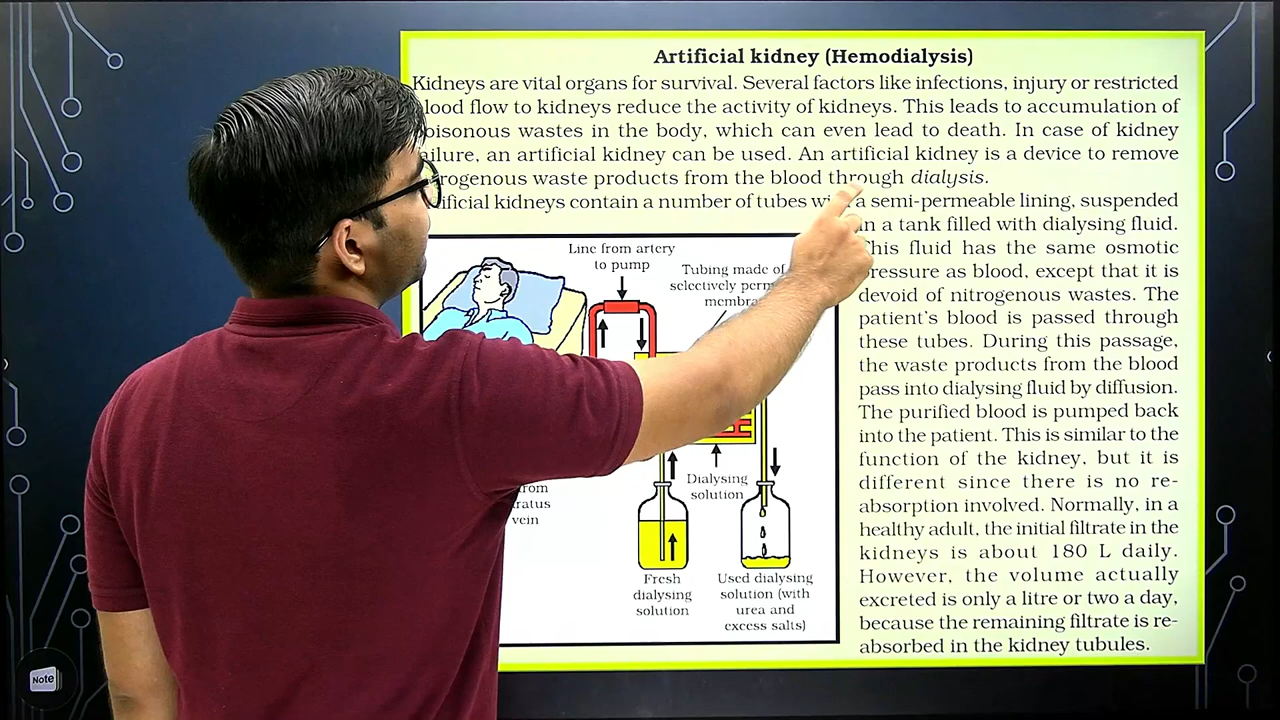 Artificial kidney (Hemodialysis)
Kidneys are vital organs for survival. Several factors like infections, injury or restricted
blood flow to kidneys reduce the activity of kidneys. This leads to accumulation of
poisonous wastes in the body, which can even lead to death. In case of kidney
failure, an artificial kidney can be used. An artificial kidney is a device to remove
waste products from the blood through dialysis.
kidneys contain a number of tubes with a semi-permeable lining, suspended
in a tank filled with dialysing fluid.
This fluid has the same osmotic
pressure as blood, except that it is
devoid of nitrogenous wastes. The
patient's blood is passed through
these tubes. During this passage,
the waste products from the blood
pass into dialysing fluid by diffusion.
The purified blood is pumped back
into the patient. This is similar to the
function of the kidney, but it is
different since there is no re-
absorption involved. Normally, in a
healthy adult, the initial filtrate in the
kidneys is about 180 L daily.
However, the volume actually
excreted is only a litre or two a day,
because the remaining filtrate is re-
absorbed in the kidney tubules.
Line from artery
to pump
Tubing made of
selectively
Dialysing
solution
vein
Fresh
dialysing
solution
Used dialysing
solution (with
urea and
excess salts)
Note